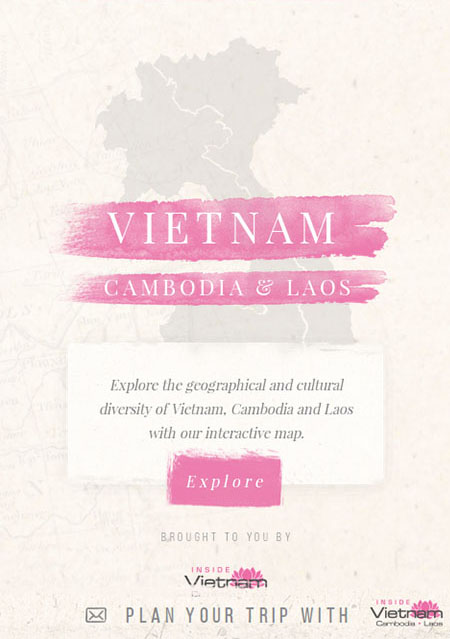 VIETNAM
CAMBODIA & LAOS
Explore the geographical and cultural
diversity of Vietnam, Cambodia and Laos
with our interactive map.
Explore
BROUGHT TO YOU BY
INSIDE
Vietnam
PLAN YOUR TRIP WITH
INSIDE
Vietnam
Cambodia • Laos